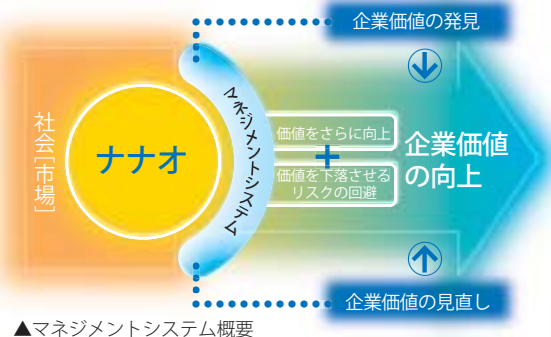 企業価値の発見
社会[市場]
ナナオ
マネジメントシステム
価値をさらに向上
+
価値を下落させる
リスクの回避
企業価値
の向上
企業価値の見直し
▲マネジメントシステム概要